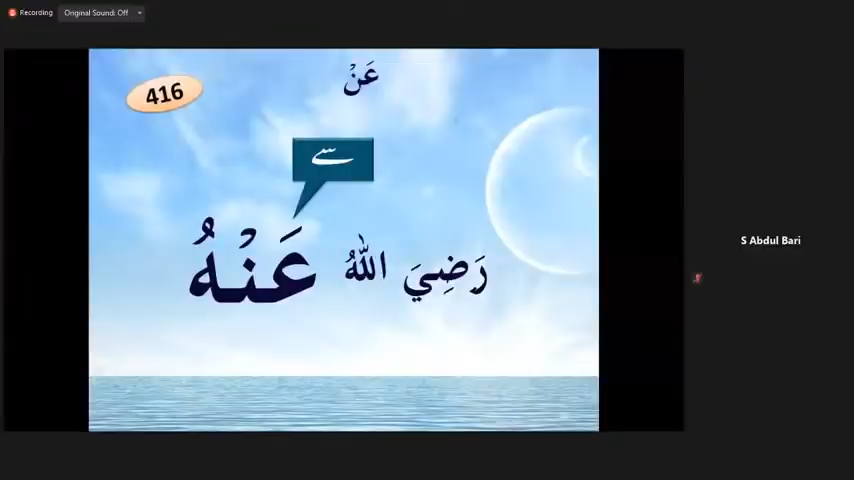 Recording
Original Sound: Off
عَنْ
416
سے
رَضِيَ اللّٰهُ عَنْهُ
S Abdul Bari